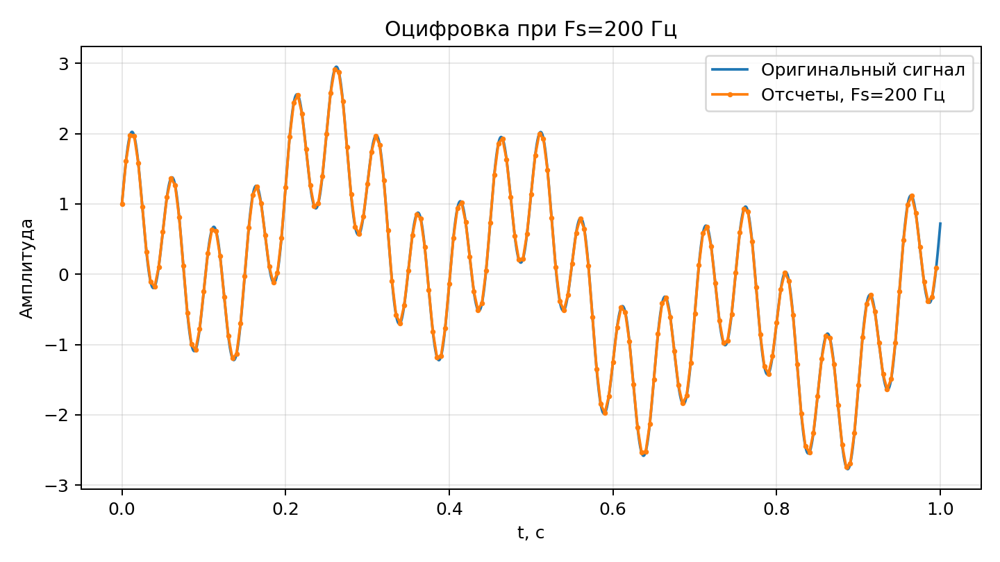 Оцифровка при Fs=200 Гц
Оригинальный сигнал
Отсчеты, Fs=200 Гц
Амплитуда
3
2
1
0
−1
−2
−3
0.0 0.2 0.4 0.6 0.8 1.0
t, с